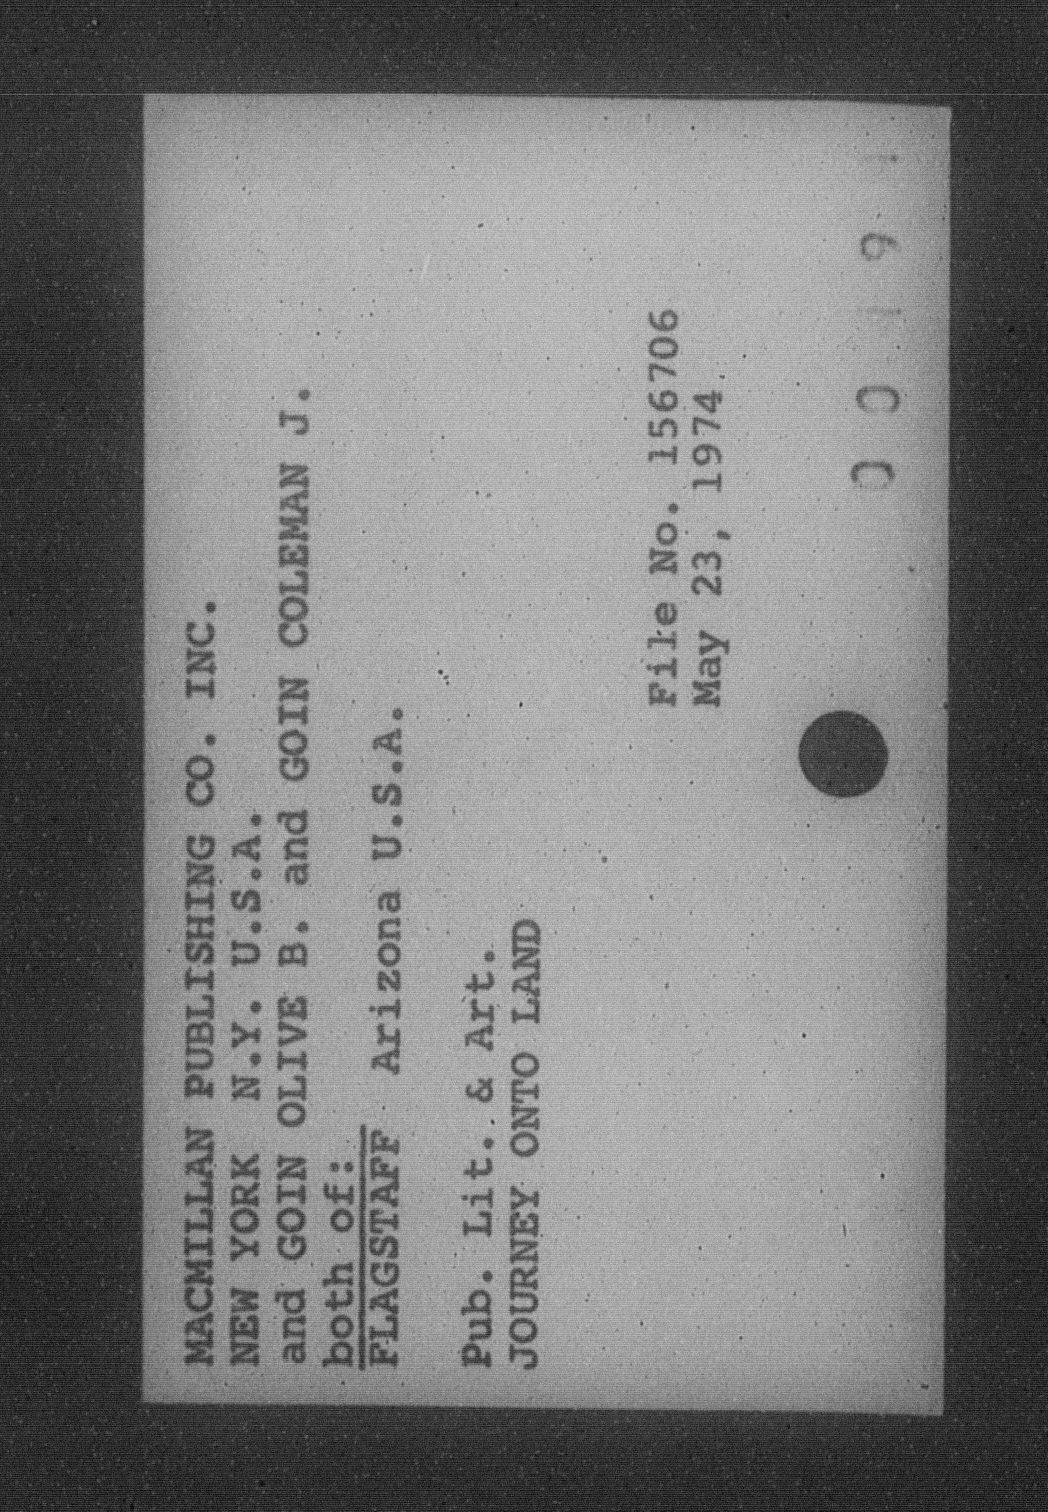 MACMILLAN PUBLISHING CO. INC.
NEW YORK N.Y. U.S.A.
and GOIN OLIVE B. and GOIN COLEMAN J.
both of:
FLAGSTAFF Arizona U.S.A.
Pub. Lit. & Art.
JOURNEY ONTO LAND
File No. 156706
May 23, 1974